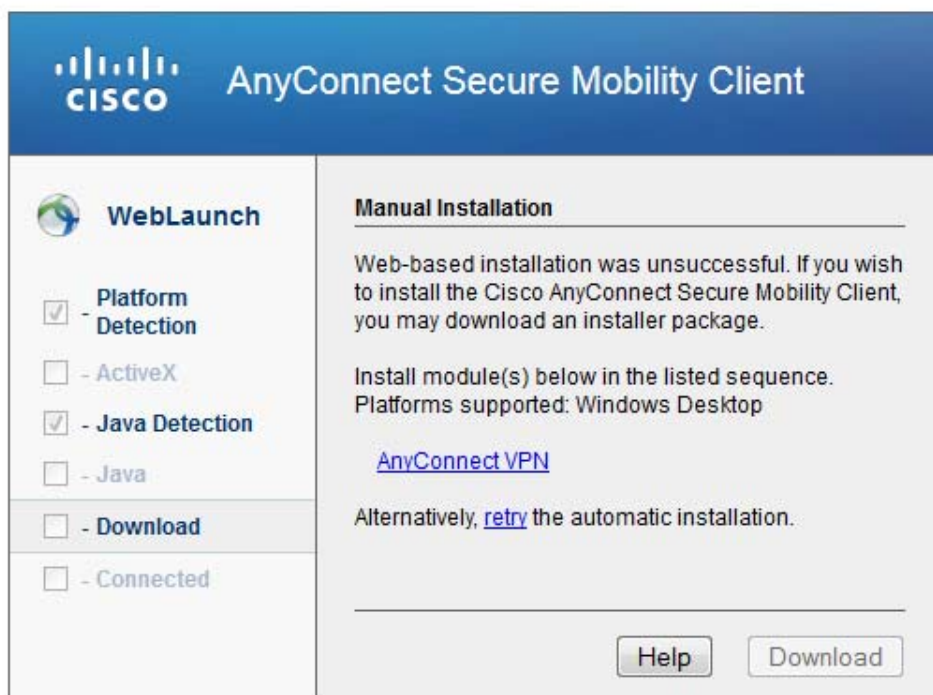 CISCO
AnyConnect Secure Mobility Client
WebLaunch
- Platform
Detection
- ActiveX
- Java Detection
- Java
- Download
- Connected
Manual Installation
Web-based installation was unsuccessful. If you wish
to install the Cisco AnyConnect Secure Mobility Client,
you may download an installer package.
Install module(s) below in the listed sequence.
Platforms supported: Windows Desktop
AnyConnect VPN
Alternatively, retry the automatic installation.
Help
Download